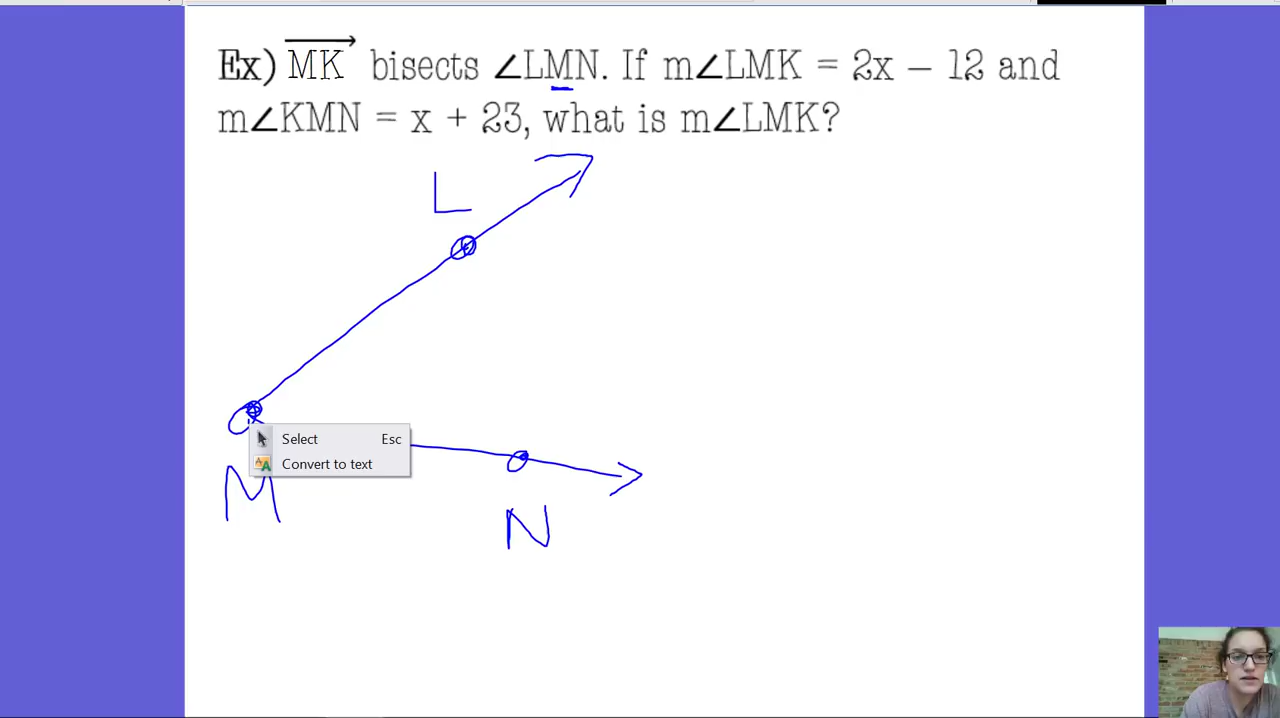 Ex) MK bisects ∠LMN. If m∠LMK = 2x – 12 and
m∠KMN = x + 23, what is m∠LMK?
L
Select Esc
Convert to text
M
N